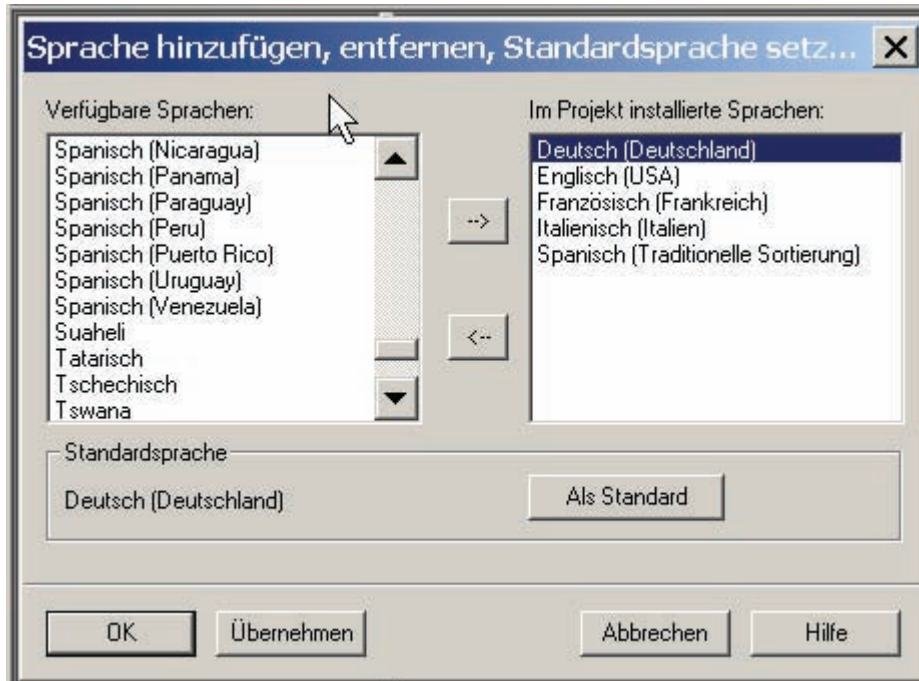 Sprache hinzufügen, entfernen, Standardsprache setz...
Verfügbare Sprachen:
Spanisch (Nicaragua)
Spanisch (Panama)
Spanisch (Paraguay)
Spanisch (Peru)
Spanisch (Puerto Rico)
Spanisch (Uruguay)
Spanisch (Venezuela)
Suaheli
Tatarisch
Tschechisch
Tswana
-->
<--
Im Projekt installierte Sprachen:
Deutsch (Deutschland)
Englisch (USA)
Französisch (Frankreich)
Italienisch (Italien)
Spanisch (Traditionelle Sortierung)
Standardsprache
Deutsch (Deutschland)
Als Standard
OK
Übernehmen
Abbrechen
Hilfe